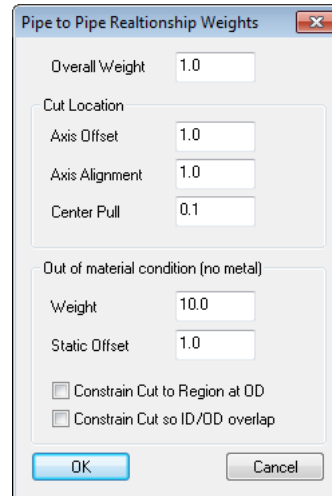 Pipe to Pipe Realtionship Weights
Overall Weight 1.0
Cut Location
Axis Offset 1.0
Axis Alignment 1.0
Center Pull 0.1
Out of material condition (no metal)
Weight 10.0
Static Offset 1.0
Constrain Cut to Region at OD
Constrain Cut so ID/OD overlap
OK Cancel